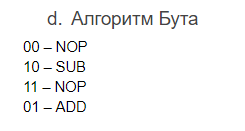 d. Алгоритм Бута
00 – NOP
10 – SUB
11 – NOP
01 – ADD